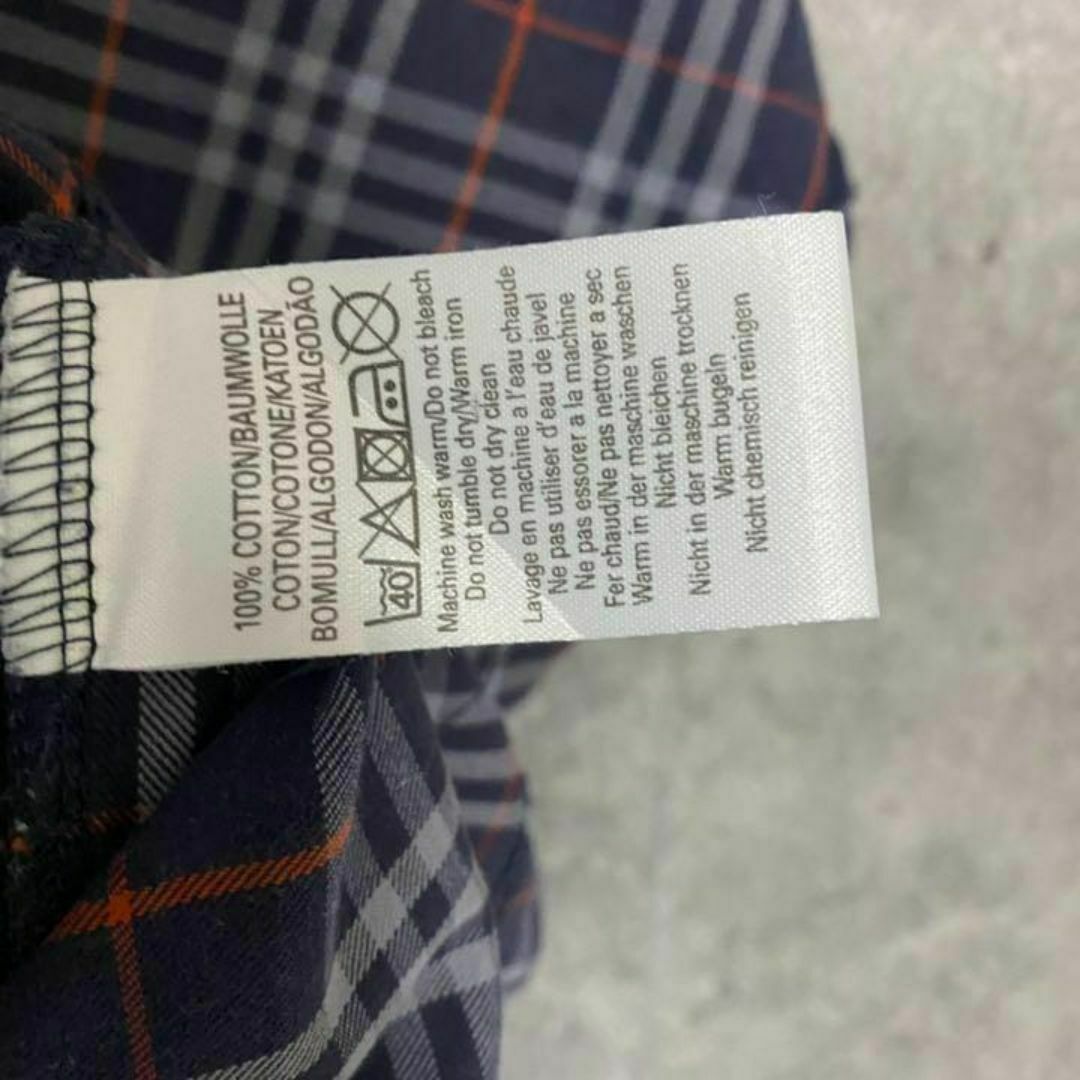 100% COTTON/BAUMWOLLE
COTON/COTONE/KATOEN
BOMULL/ALGODON/ALGODÃO
40°
Machine wash warm/Do not bleach
Do not tumble dry/Warm iron
Do not dry clean
Lavage en machine a l'eau chaude
Ne pas utiliser d'eau de javel
Ne pas essorer a la machine
Fer chaud/Ne pas nettoyer a sec
Warm in der maschine waschen
Nicht bleichen
Nicht in der maschine trocknen
Warm bugeln
Nicht chemisch reinigen